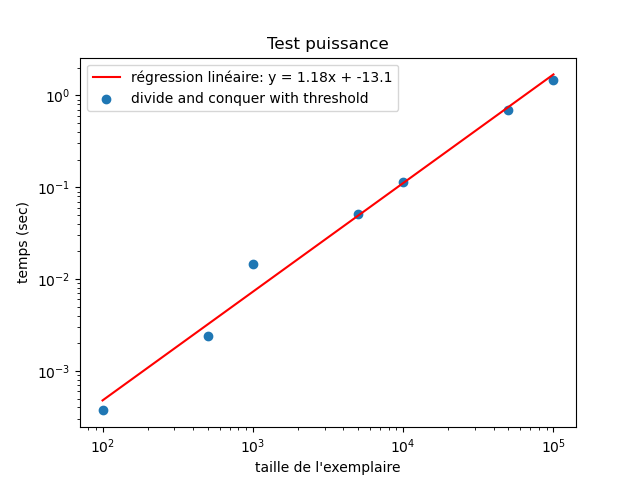 Test puissance
régression linéaire: y = 1.18x + -13.1
divide and conquer with threshold
temps (sec)
10⁰
10⁻¹
10⁻²
10⁻³
10²
10³
10⁴
10⁵
taille de l'exemplaire